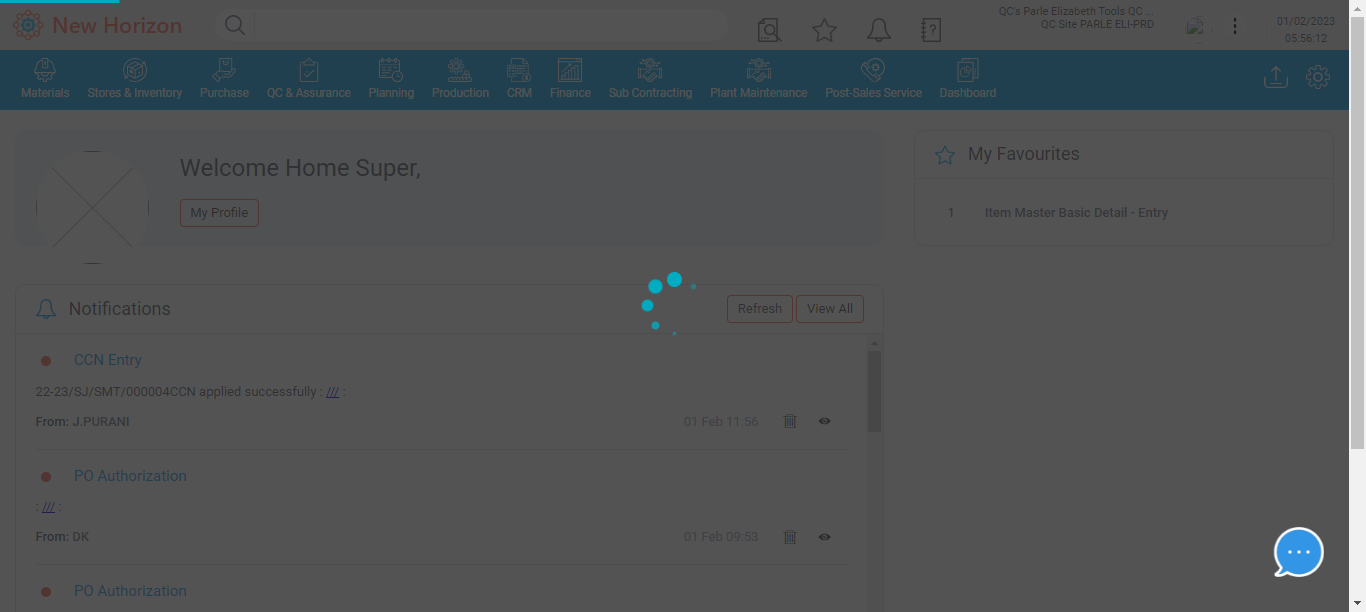 New Horizon
QC's Parle Elizabeth Tools QC ...
QC Site PARLE ELI-PRD
01/02/2023
05:56:12
Materials
Stores & Inventory
Purchase
QC & Assurance
Planning
Production
CRM
Finance
Sub Contracting
Plant Maintenance
Post-Sales Service
Dashboard
Welcome Home Super,
My Profile
My Favourites
1 Item Master Basic Detail - Entry
Notifications
Refresh
View All
CCN Entry
22-23/SJ/SMT/000004CCN applied successfully : /// :
From: J.PURANI
01 Feb 11:56
PO Authorization
: /// :
From: DK
01 Feb 09:53
PO Authorization